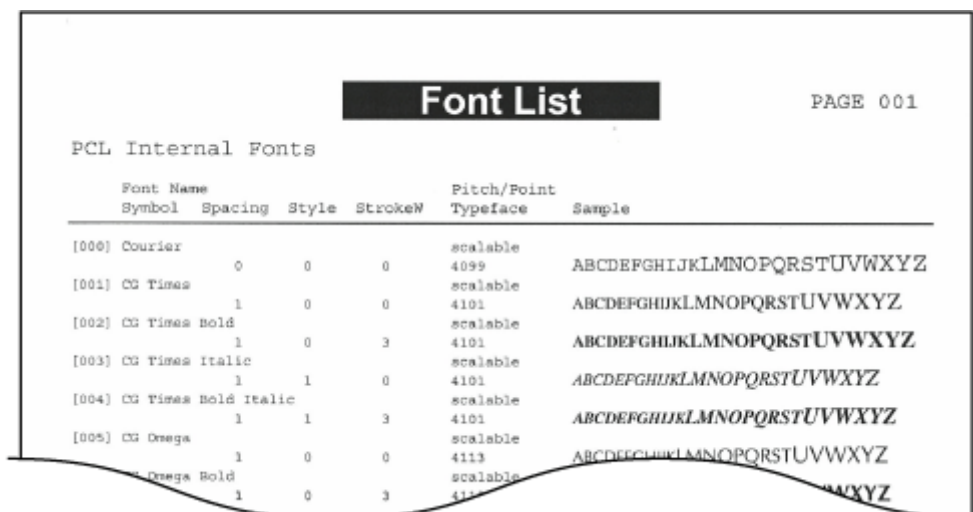 Font List
PAGE 001
PCL Internal Fonts
Font Name Pitch/Point
Symbol Spacing Style StrokeW Typeface Sample
[000] Courier scalable
0 0 0 4099 ABCDEFGHIJKLMNOPQRSTUVWXYZ
[001] CG Times scalable
1 0 0 4101 ABCDEFGHIJKLMNOPQRSTUVWXYZ
[002] CG Times Bold scalable
1 0 3 4101 ABCDEFGHIJKLMNOPQRSTUVWXYZ
[003] CG Times Italic scalable
1 1 0 4101 ABCDEFGHIJKLMNOPQRSTUVWXYZ
[004] CG Times Bold Italic scalable
1 1 3 4101 ABCDEFGHIJKLMNOPQRSTUVWXYZ
[005] CG Omega scalable
1 0 0 4113 ABCDEFGHIJKLMNOPQRSTUVWXYZ
Omega Bold scalable
1 0 3